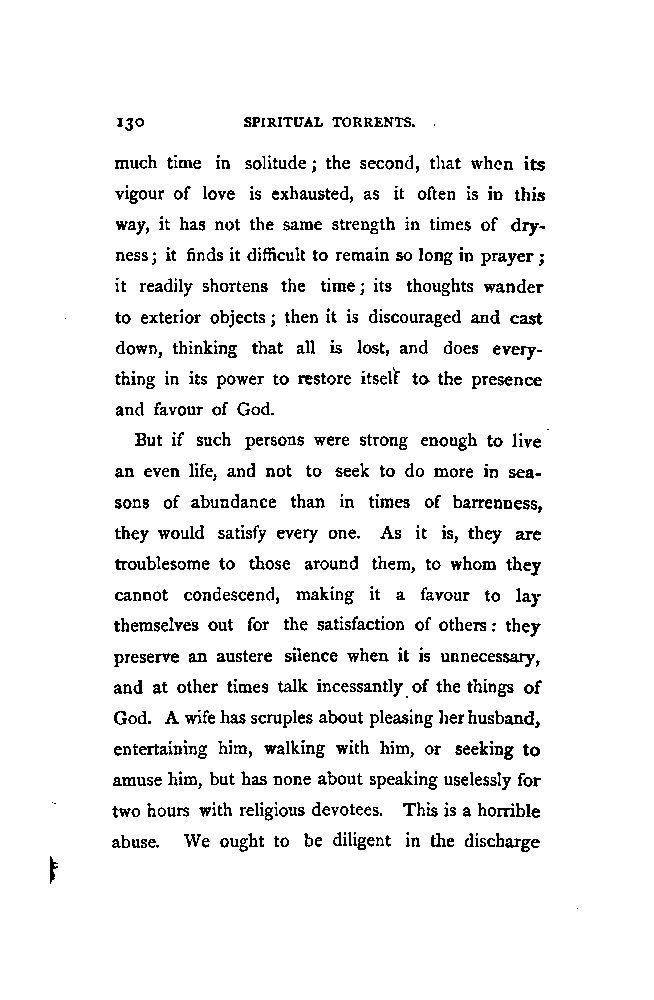 130 SPIRITUAL TORRENTS.
much time in solitude; the second, that when its
vigour of love is exhausted, as it often is in this
way, it has not the same strength in times of dry-
ness; it finds it difficult to remain so long in prayer;
it readily shortens the time; its thoughts wander
to exterior objects; then it is discouraged and cast
down, thinking that all is lost, and does every-
thing in its power to restore itself to the presence
and favour of God.
But if such persons were strong enough to live
an even life, and not to seek to do more in sea-
sons of abundance than in times of barrenness,
they would satisfy every one. As it is, they are
troublesome to those around them, to whom they
cannot condescend, making it a favour to lay
themselves out for the satisfaction of others: they
preserve an austere silence when it is unnecessary,
and at other times talk incessantly of the things of
God. A wife has scruples about pleasing her husband,
entertaining him, walking with him, or seeking to
amuse him, but has none about speaking uselessly for
two hours with religious devotees. This is a horrible
abuse. We ought to be diligent in the discharge